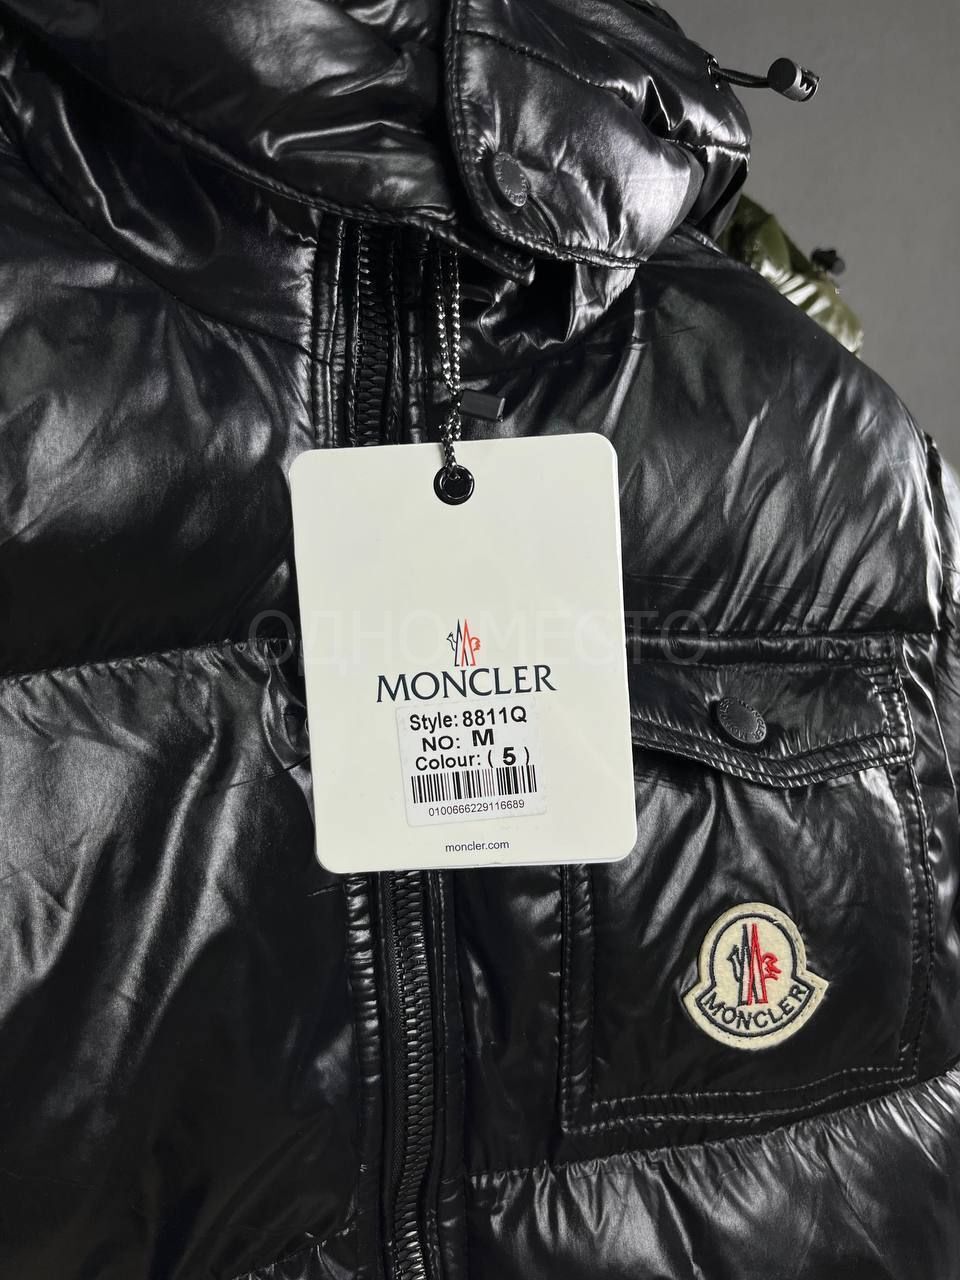 ОДНО МЕСТО
MONCLER
Style: 8811Q
NO: M
Colour: ( 5 )
0100666229116689
moncler.com
MONCLER